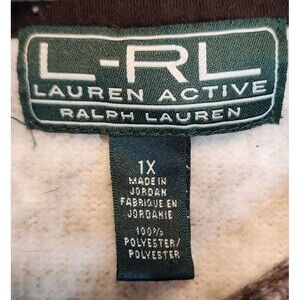 L-RL
LAUREN ACTIVE
RALPH LAUREN
1X
MADE IN
JORDAN
FABRIQUE EN
JORDANIE
100%
POLYESTER/
POLYESTER